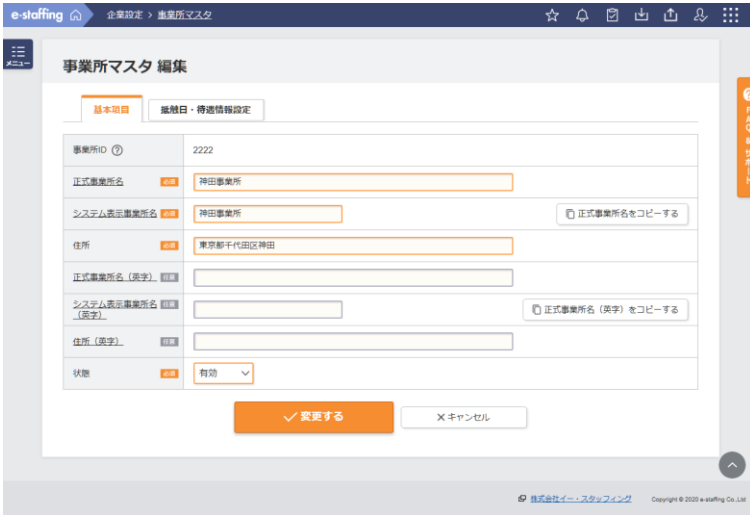 e-staffing 企業設定 > 事業所マスタ
メニュー
事業所マスタ 編集
基本項目 抵触日・待遇情報設定
事業所ID ? 2222
正式事業所名 必須 神田事業所
システム表示事業所名 必須 神田事業所 正式事業所名をコピーする
住所 必須 東京都千代田区神田
正式事業所名（英字） 任意
システム表示事業所名 任意
（英字） 正式事業所名（英字）をコピーする
住所（英字） 任意
状態 必須 有効
変更する ×キャンセル
株式会社イー・スタッフィング Copyright © 2020 e-staffing Co.,Ltd